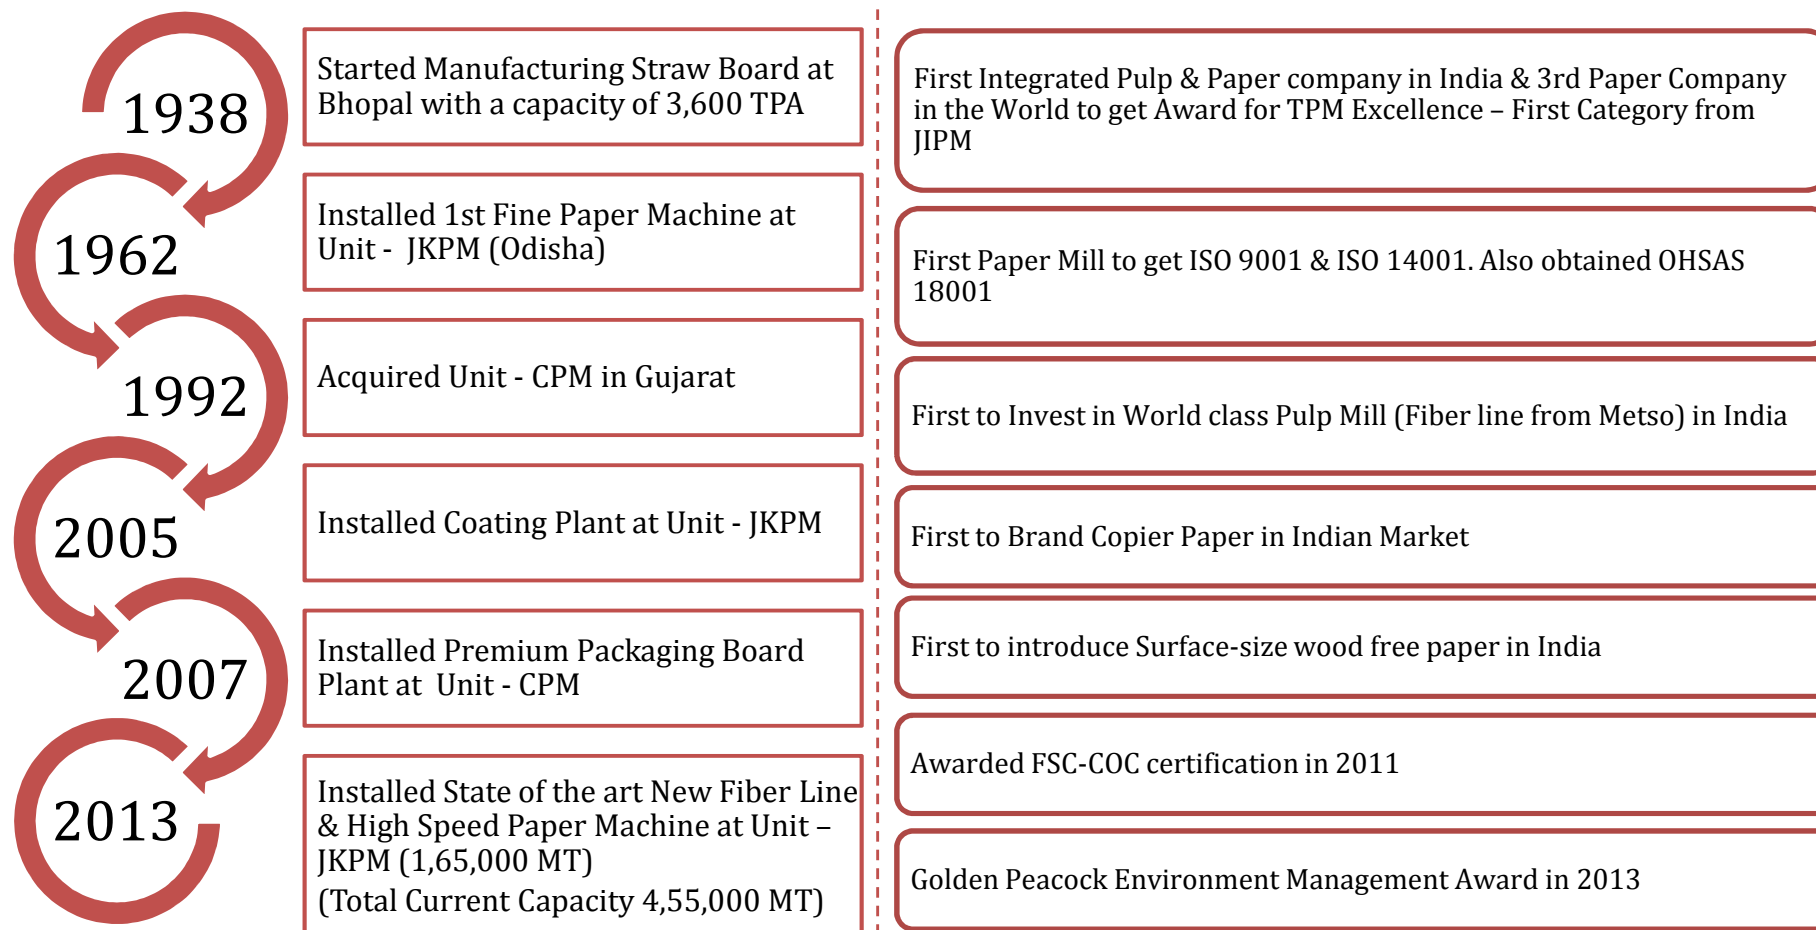 1938
Started Manufacturing Straw Board at
Bhopal with a capacity of 3,600 TPA
1962
Installed 1st Fine Paper Machine at
Unit - JKPM (Odisha)
1992
Acquired Unit - CPM in Gujarat
2005
Installed Coating Plant at Unit - JKPM
2007
Installed Premium Packaging Board
Plant at Unit - CPM
2013
Installed State of the art New Fiber Line
& High Speed Paper Machine at Unit –
JKPM (1,65,000 MT)
(Total Current Capacity 4,55,000 MT)
First Integrated Pulp & Paper company in India & 3rd Paper Company
in the World to get Award for TPM Excellence – First Category from
JIPM
First Paper Mill to get ISO 9001 & ISO 14001. Also obtained OHSAS
18001
First to Invest in World class Pulp Mill (Fiber line from Metso) in India
First to Brand Copier Paper in Indian Market
First to introduce Surface-size wood free paper in India
Awarded FSC-COC certification in 2011
Golden Peacock Environment Management Award in 2013